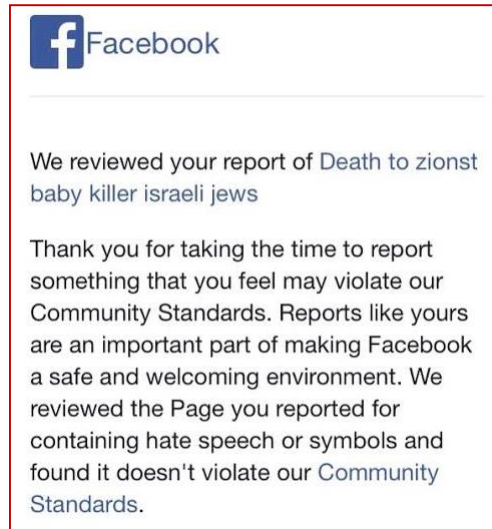 Facebook
We reviewed your report of Death to zionst
baby killer israeli jews
Thank you for taking the time to report
something that you feel may violate our
Community Standards. Reports like yours
are an important part of making Facebook
a safe and welcoming environment. We
reviewed the Page you reported for
containing hate speech or symbols and
found it doesn't violate our Community
Standards.